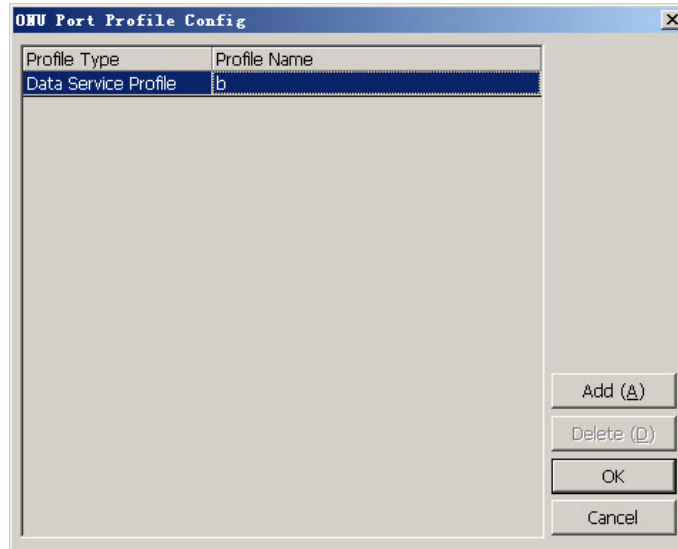 ONU Port Profile Config
Profile Type Profile Name
Data Service Profile b
Add (A)
Delete (D)
OK
Cancel